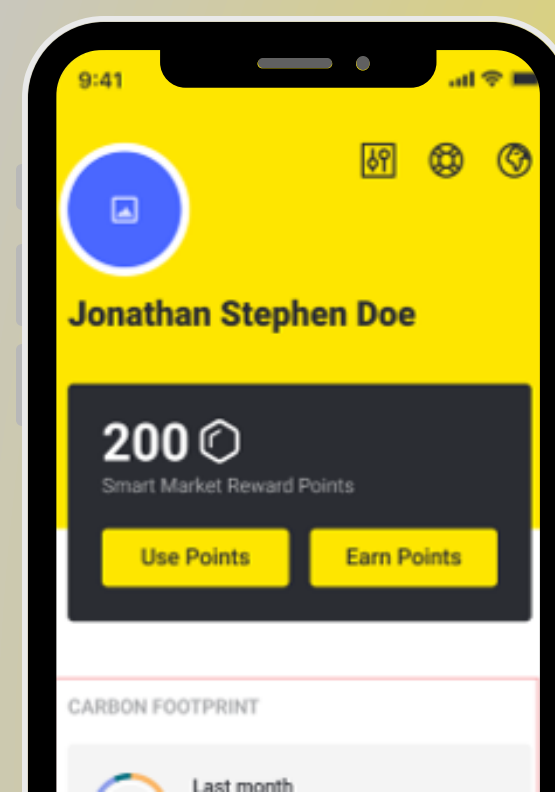 9:41
Jonathan Stephen Doe
200
Smart Market Reward Points
Use Points
Earn Points
CARBON FOOTPRINT
Last month